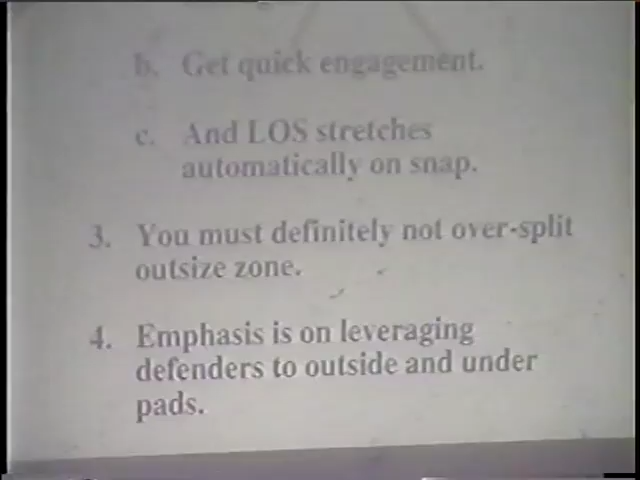 b. Get quick engagement.
c. And LOS stretches
automatically on snap.
3. You must definitely not over-split
outsize zone.
4. Emphasis is on leveraging
defenders to outside and under
pads.